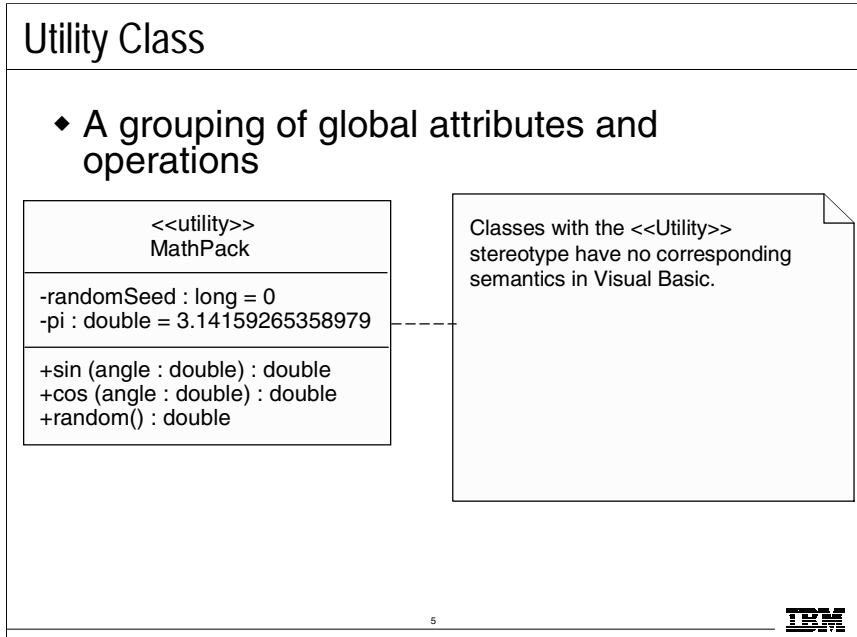 Utility Class
◆ A grouping of global attributes and
operations
<<utility>>
MathPack
-randomSeed : long = 0
-pi : double = 3.14159265358979
+sin (angle : double) : double
+cos (angle : double) : double
+random() : double
Classes with the <<Utility>>
stereotype have no corresponding
semantics in Visual Basic.
5
IBM